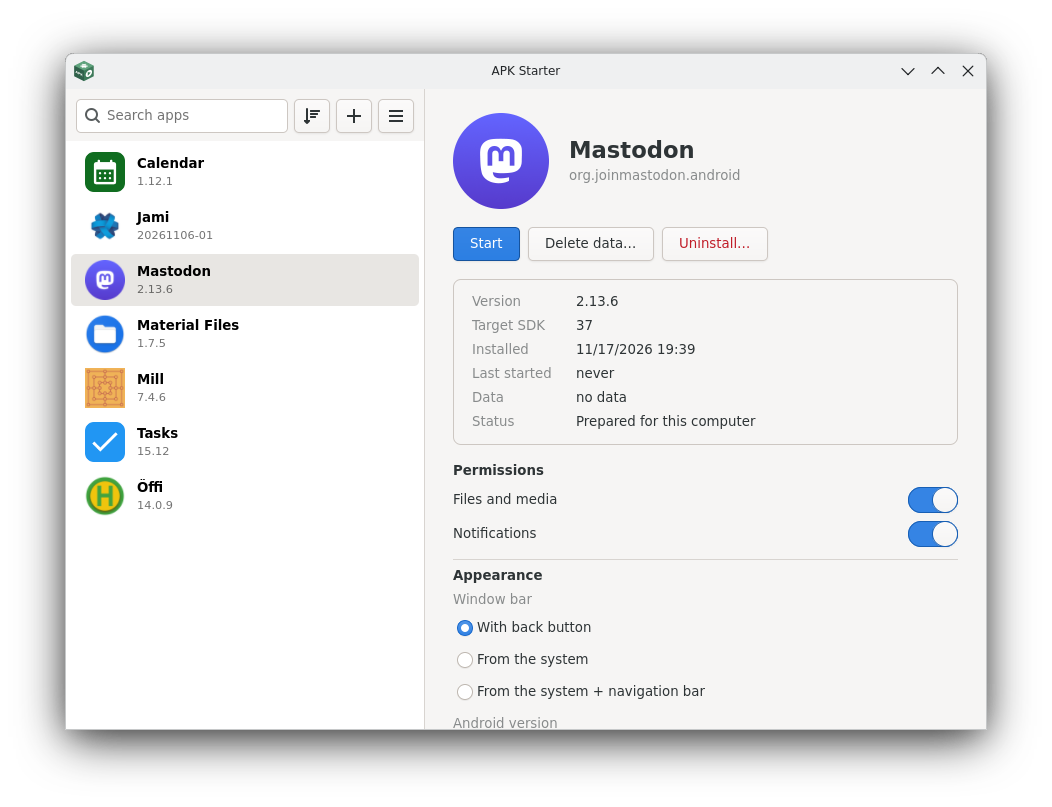 APK Starter
Search apps
Calendar
1.12.1
Jami
20261106-01
Mastodon
2.13.6
Material Files
1.7.5
Mill
7.4.6
Tasks
15.12
Öffi
14.0.9
Mastodon
org.joinmastodon.android
Start
Delete data…
Uninstall…
Version 2.13.6
Target SDK 37
Installed 11/17/2026 19:39
Last started never
Data no data
Status Prepared for this computer
Permissions
Files and media
Notifications
Appearance
Window bar
With back button
From the system
From the system + navigation bar
Android version